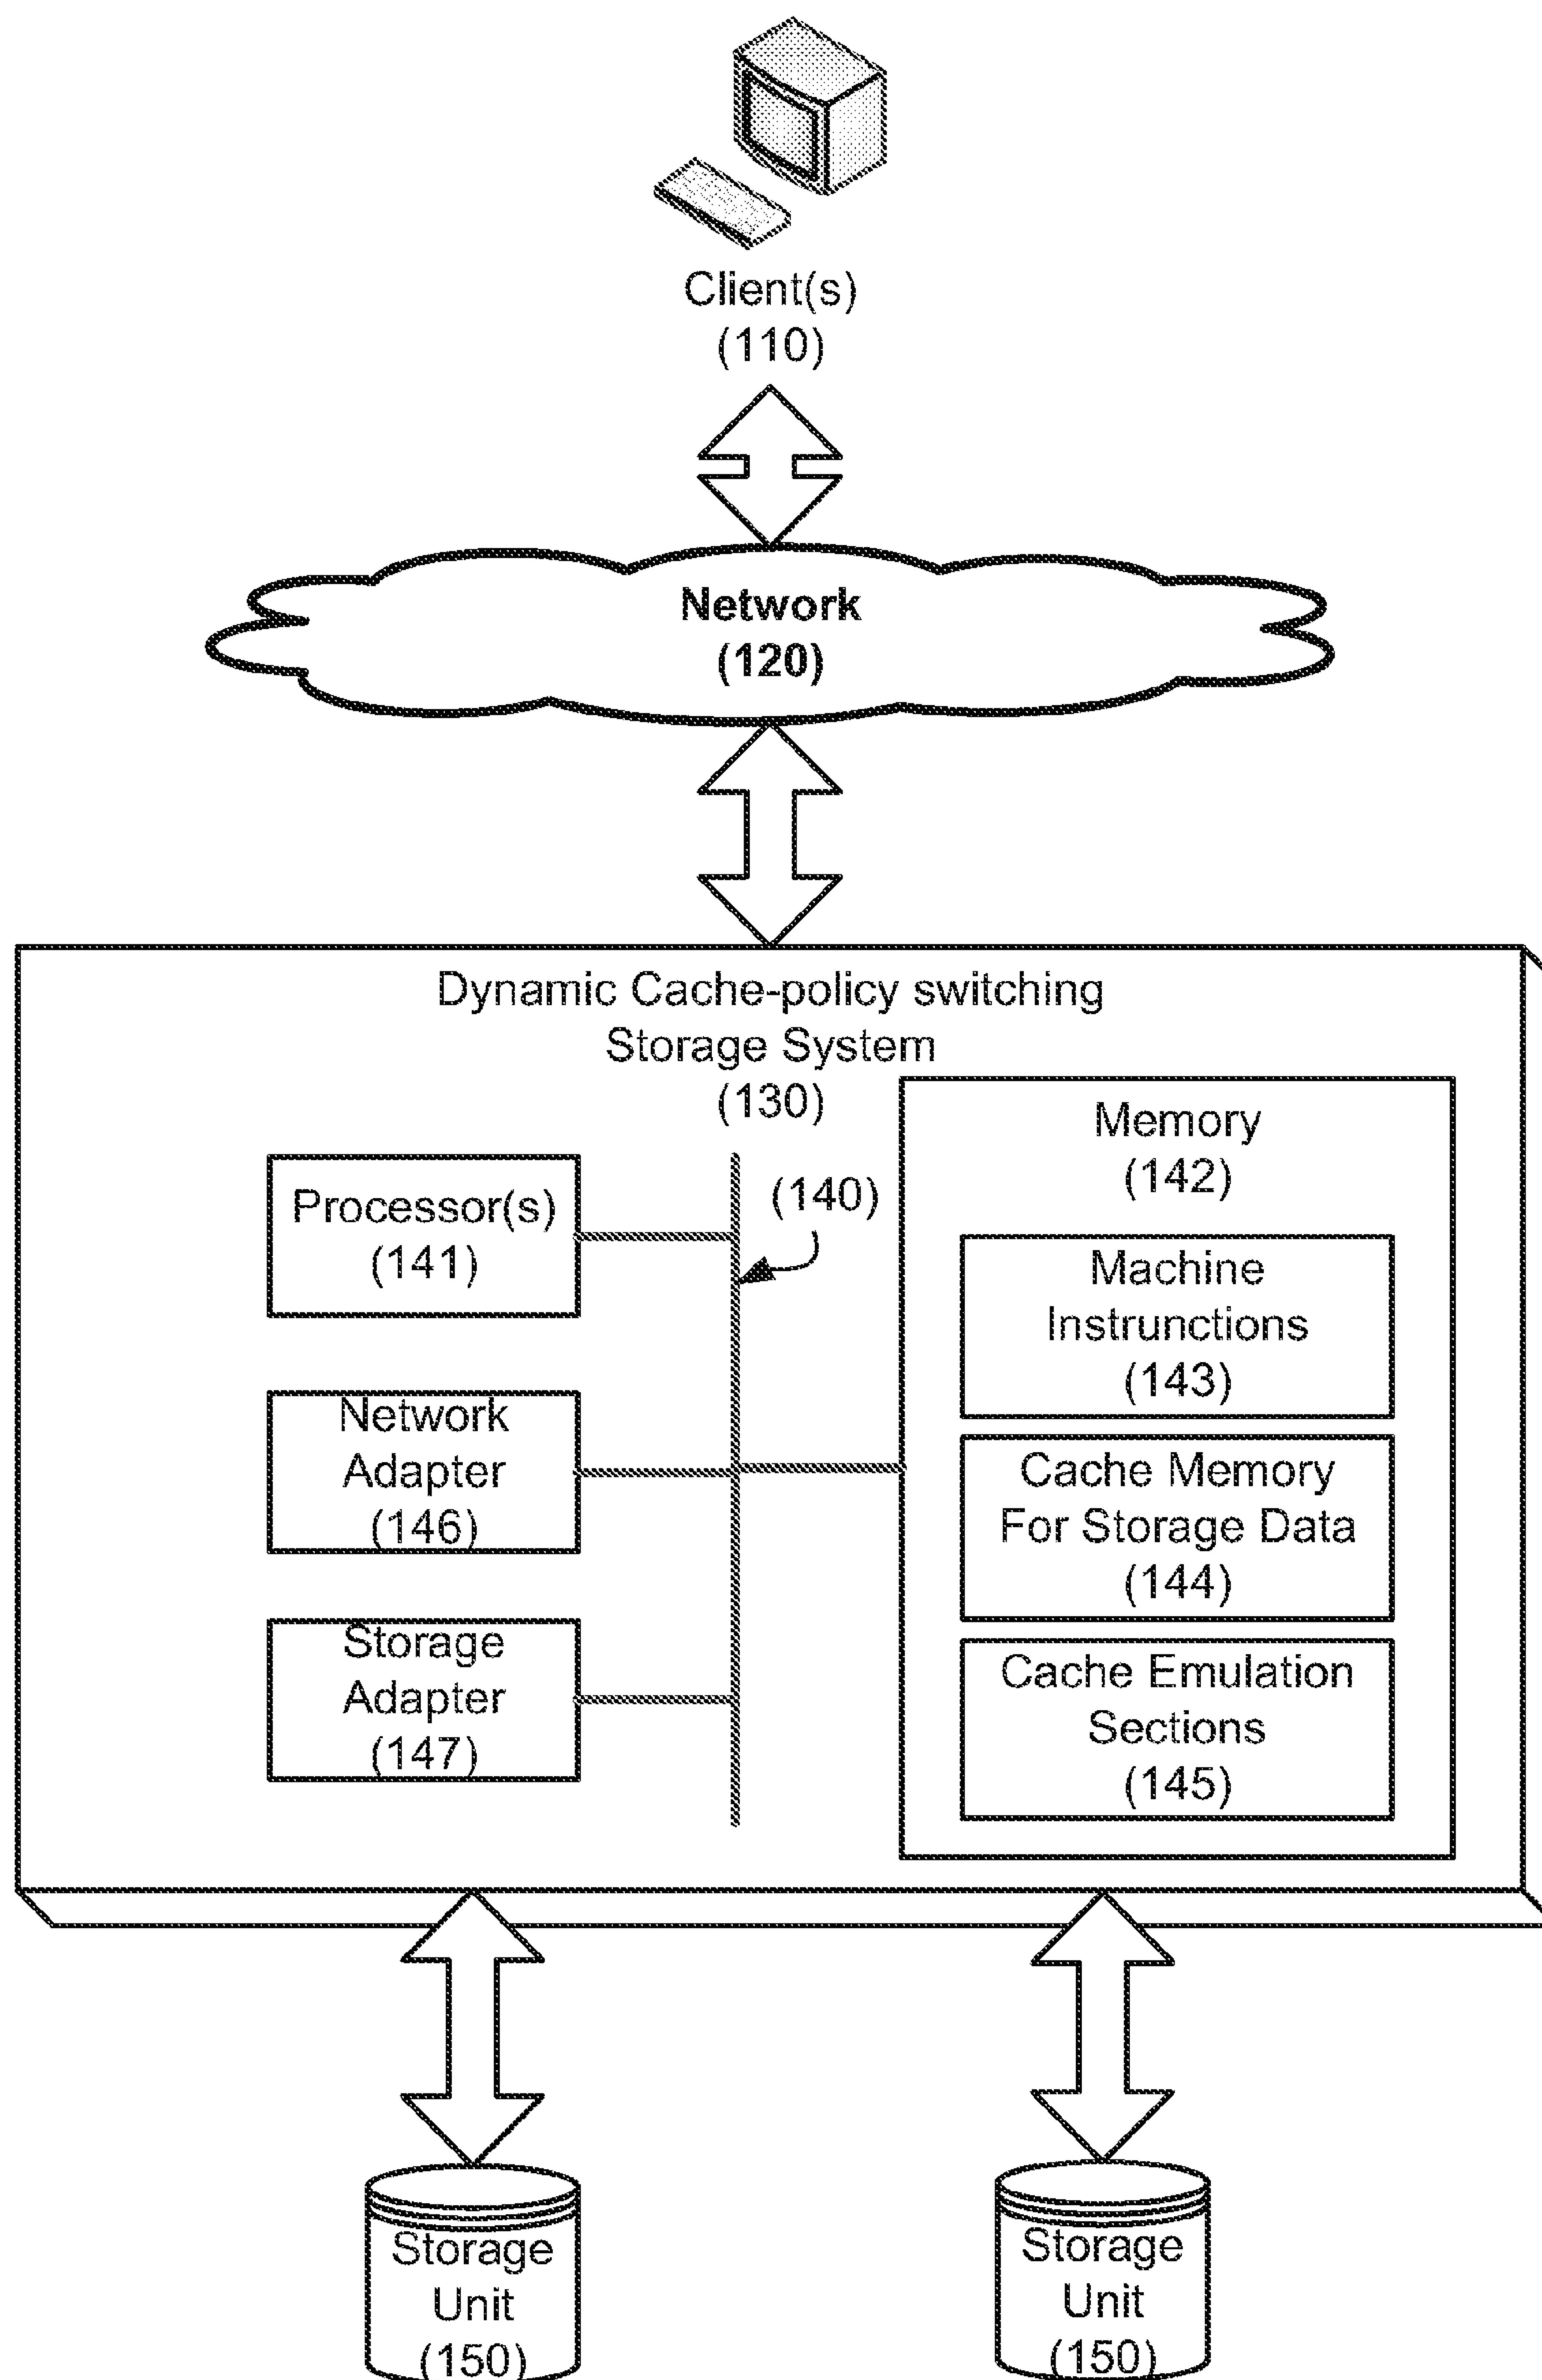 Client(s)
(110)
Network
(120)
Dynamic Cache-policy switching
Storage System
(130)
Processor(s)
(141)
(140)
Network
Adapter
(146)
Storage
Adapter
(147)
Memory
(142)
Machine
Instrunctions
(143)
Cache Memory
For Storage Data
(144)
Cache Emulation
Sections
(145)
Storage
Unit
(150)
Storage
Unit
(150)